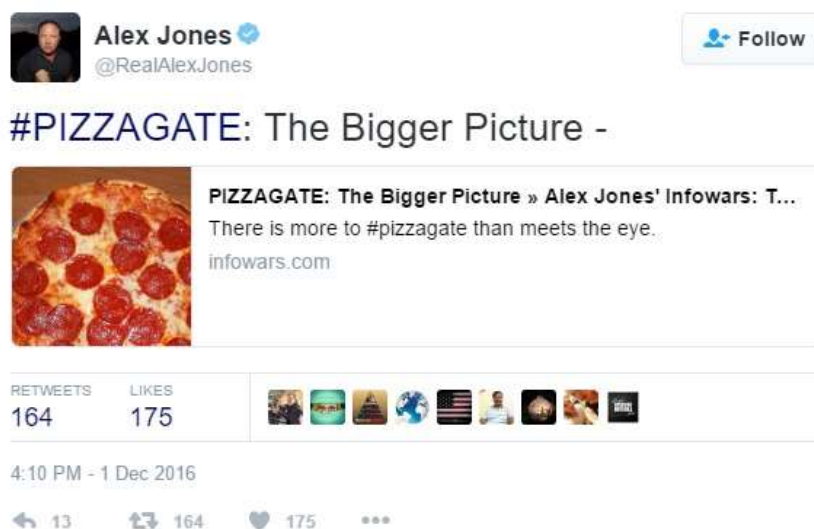 Alex Jones
@RealAlexJones
Follow
#PIZZAGATE: The Bigger Picture -
PIZZAGATE: The Bigger Picture » Alex Jones' Infowars: T...
There is more to #pizzagate than meets the eye.
infowars.com
RETWEETS LIKES
164 175
4:10 PM - 1 Dec 2016
13 164 175